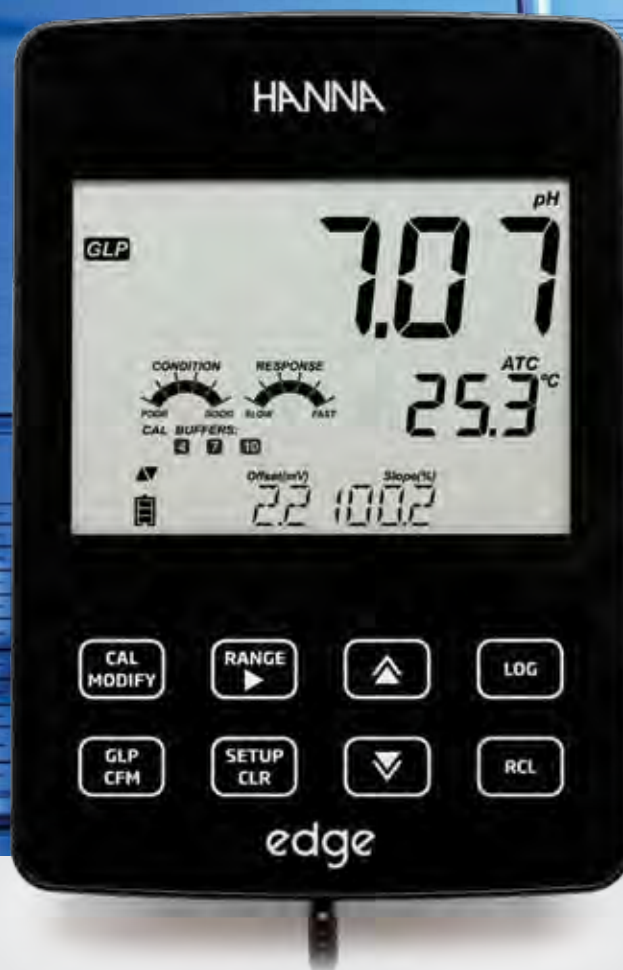 HANNA
pH
GLP
7.07
CONDITION RESPONSE
ATC
25.3 °C
POOR GOOD SLOW FAST
CAL BUFFERS:
4 7 10
Offset(mV) Slope(%)
2.2 100.2
CAL MODIFY
RANGE
LOG
GLP CFM
SETUP CLR
RCL
edge